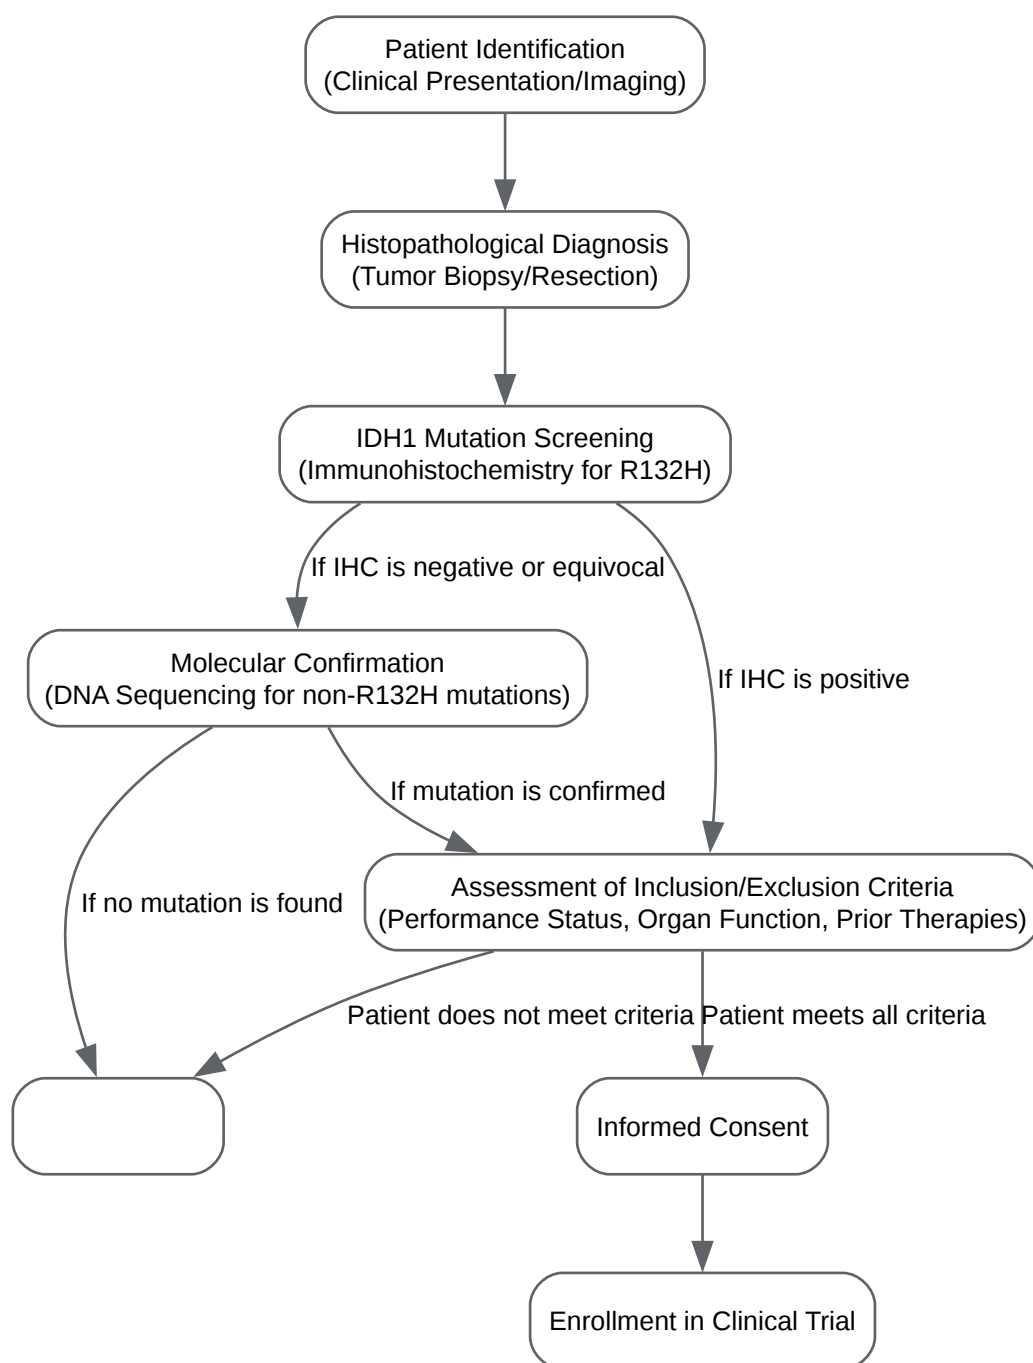 Patient Identification
(Clinical Presentation/Imaging)
Histopathological Diagnosis
(Tumor Biopsy/Resection)
IDH1 Mutation Screening
(Immunohistochemistry for R132H)
If IHC is negative or equivocal
Molecular Confirmation
(DNA Sequencing for non-R132H mutations)
If IHC is positive
If mutation is confirmed
If no mutation is found
Assessment of Inclusion/Exclusion Criteria
(Performance Status, Organ Function, Prior Therapies)
Patient does not meet criteria
Patient meets all criteria
Informed Consent
Enrollment in Clinical Trial